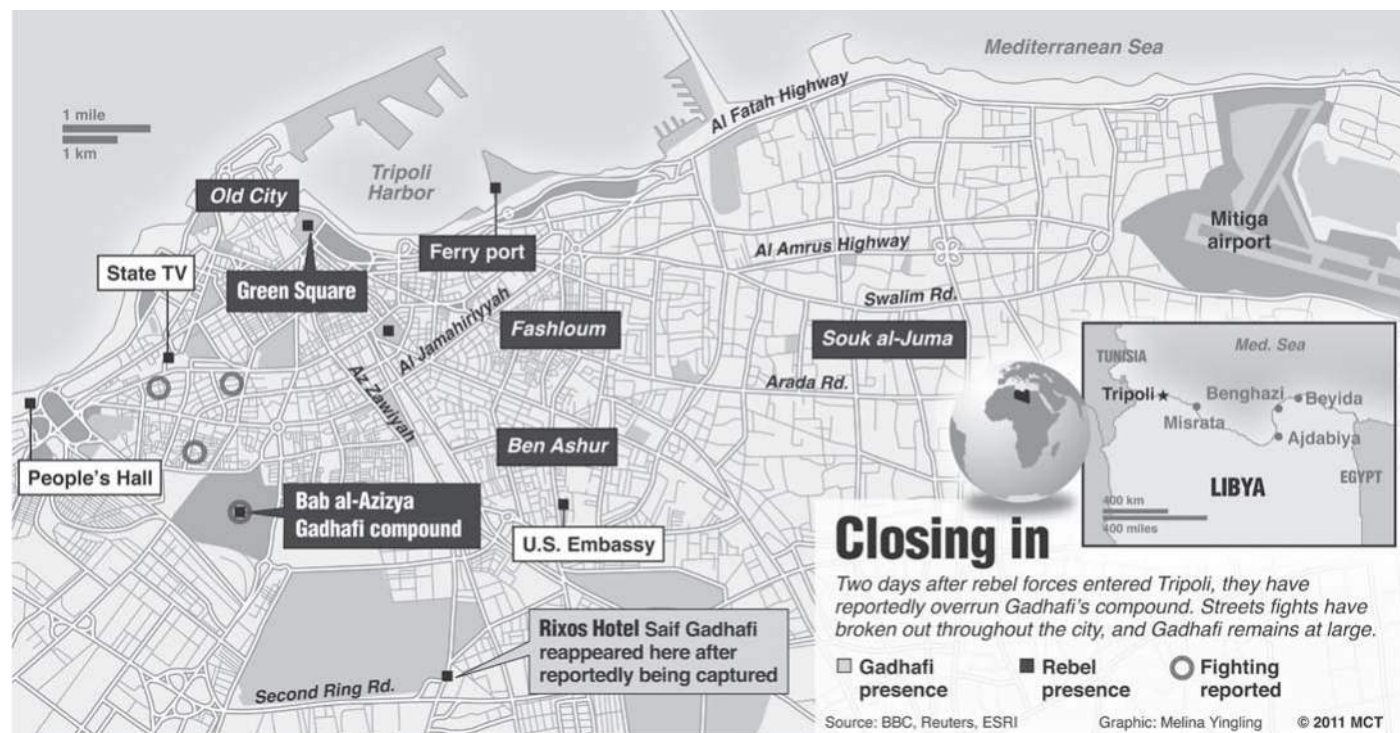 Mediterranean Sea
1 mile
1 km
Al Fatah Highway
Tripoli
Harbor
Old City
Mitiga
airport
Ferry port
Al Amrus Highway
State TV
Green Square
Swalim Rd.
Al Jamahiriyyah
Fashloum
Souk al-Juma
Az Zawiyah
Arada Rd.
Ben Ashur
People's Hall
Bab al-Azizya
Gadhafi compound
U.S. Embassy
Rixos Hotel Saif Gadhafi
reappeared here after
reportedly being captured
Second Ring Rd.
TUNISIA
Med. Sea
Tripoli
Benghazi
Beyida
Misrata
Ajdabiya
LIBYA
EGYPT
400 km
400 miles
Closing in
Two days after rebel forces entered Tripoli, they have
reportedly overrun Gadhafi's compound. Streets fights have
broken out throughout the city, and Gadhafi remains at large.
Gadhafi
presence
Rebel
presence
Fighting
reported
Source: BBC, Reuters, ESRI
Graphic: Melina Yingling
© 2011 MCT